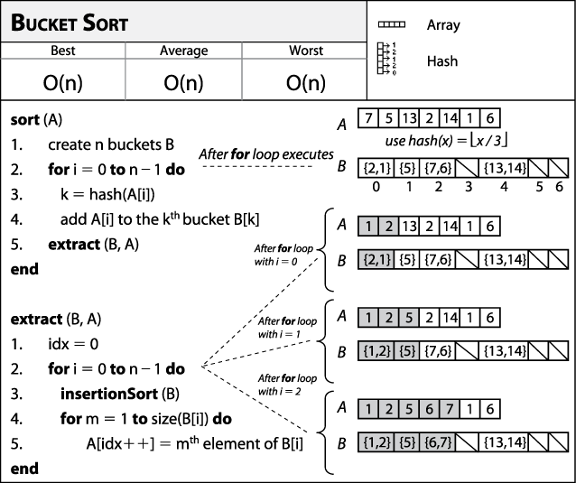 BUCKET SORT
Best Average Worst
O(n) O(n) O(n)
Array
1
2
1
2
0
Hash
sort (A)
1. create n buckets B
2. for i = 0 to n − 1 do
3. k = hash(A[i])
4. add A[i] to the kth bucket B[k]
5. extract (B, A)
end
extract (B, A)
1. idx = 0
2. for i = 0 to n − 1 do
3. insertionSort (B)
4. for m = 1 to size(B[i]) do
5. A[idx++] = mth element of B[i]
end
After for loop executes
A 7 5 13 2 14 1 6
use hash(x) = ⌊x / 3⌋
B {2,1} {5} {7,6} {13,14}
0 1 2 3 4 5 6
After for loop
with i = 0
A 1 2 13 2 14 1 6
B {2,1} {5} {7,6} {13,14}
After for loop
with i = 1
A 1 2 5 2 14 1 6
B {1,2} {5} {7,6} {13,14}
After for loop
with i = 2
A 1 2 5 6 7 1 6
B {1,2} {5} {6,7} {13,14}